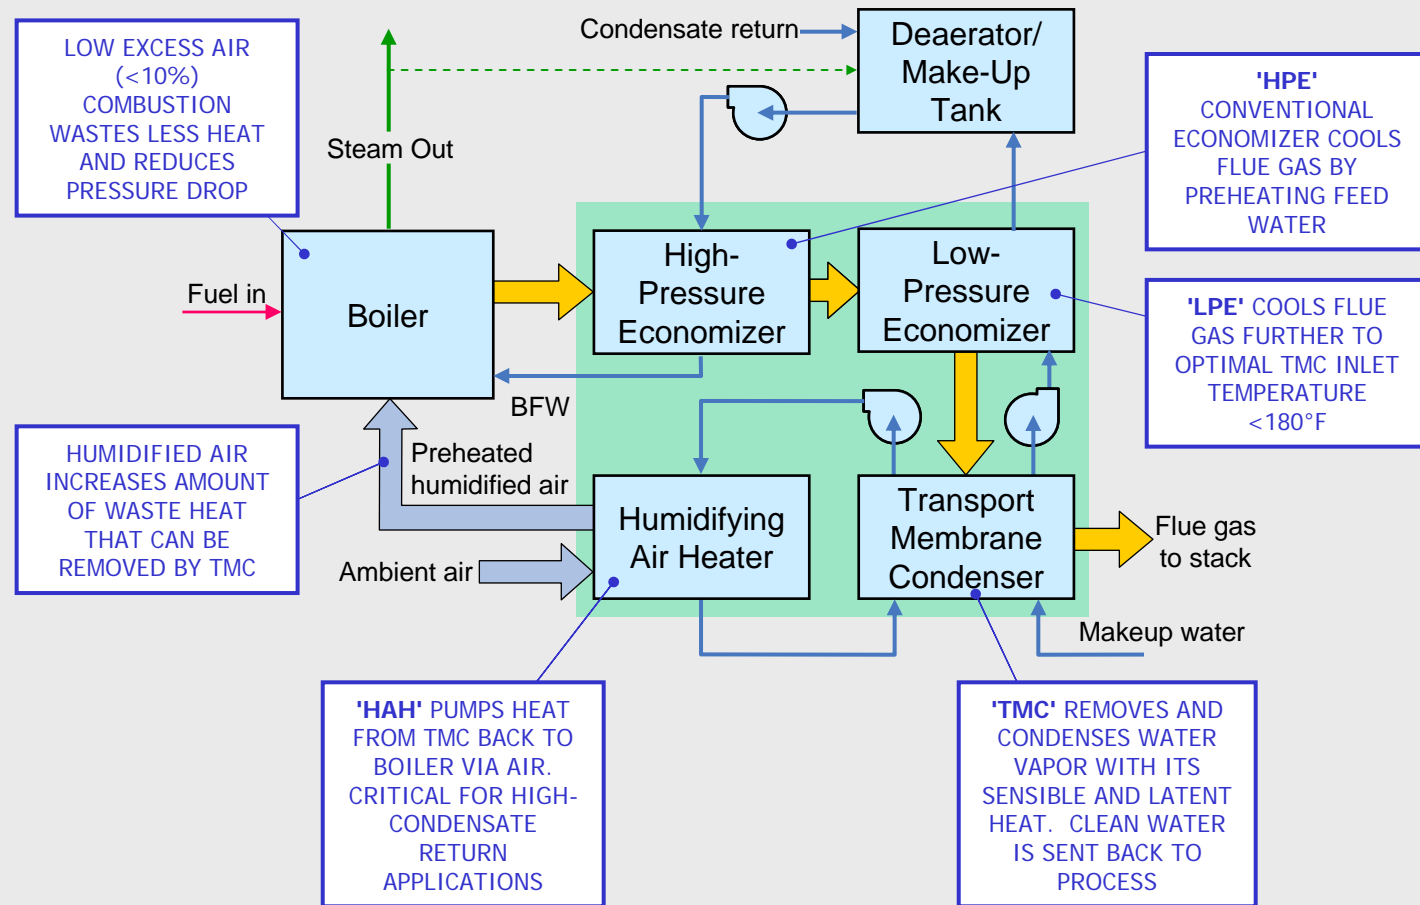 LOW EXCESS AIR
(<10%)
COMBUSTION
WASTES LESS HEAT
AND REDUCES
PRESSURE DROP
Condensate return
Deaerator/
Make-Up
Tank
'HPE'
CONVENTIONAL
ECONOMIZER COOLS
FLUE GAS BY
PREHEATING FEED
WATER
Steam Out
Fuel in
Boiler
High-
Pressure
Economizer
Low-
Pressure
Economizer
'LPE' COOLS FLUE
GAS FURTHER TO
OPTIMAL TMC INLET
TEMPERATURE
<180°F
BFW
HUMIDIFIED AIR
INCREASES AMOUNT
OF WASTE HEAT
THAT CAN BE
REMOVED BY TMC
Preheated
humidified air
Ambient air
Humidifying
Air Heater
Transport
Membrane
Condenser
Flue gas
to stack
Makeup water
'HAH' PUMPS HEAT
FROM TMC BACK TO
BOILER VIA AIR.
CRITICAL FOR HIGH-
CONDENSATE
RETURN
APPLICATIONS
'TMC' REMOVES AND
CONDENSES WATER
VAPOR WITH ITS
SENSIBLE AND LATENT
HEAT.  CLEAN WATER
IS SENT BACK TO
PROCESS